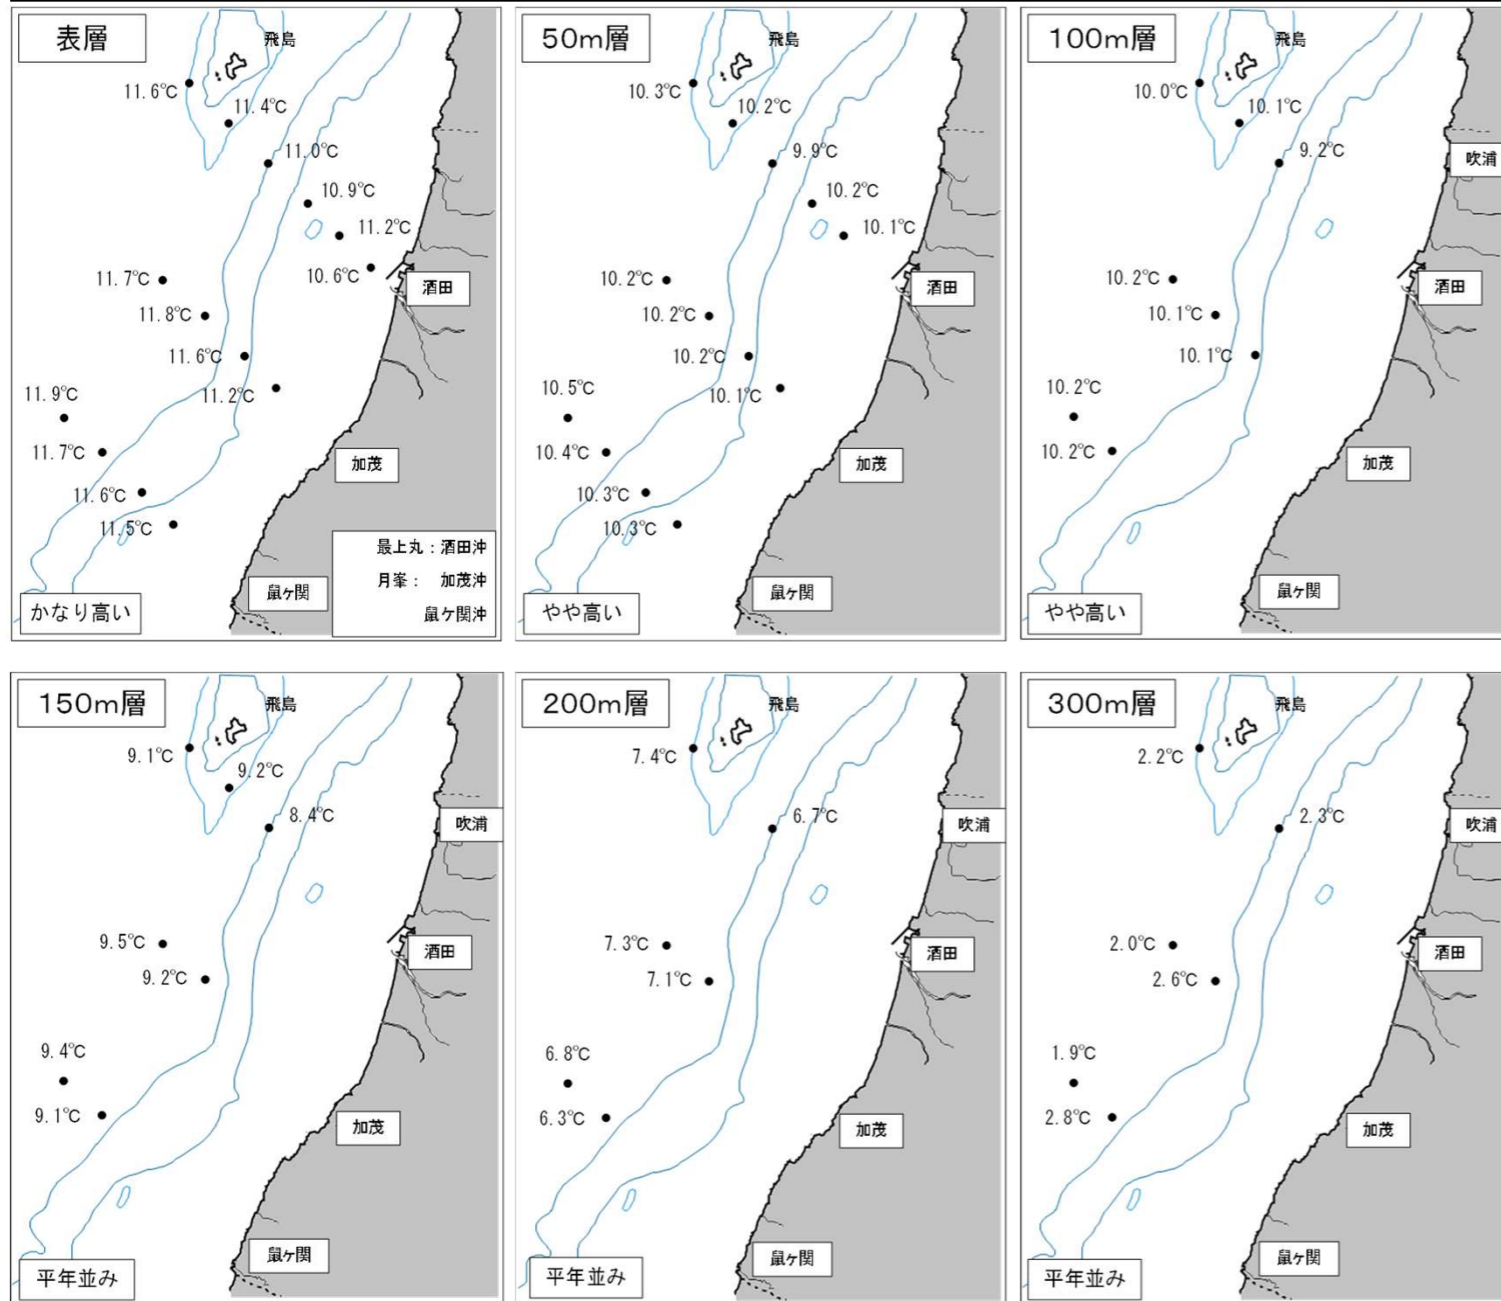 表層
飛島
11.6℃
11.4℃
11.0℃
10.9℃
11.2℃
10.6℃
酒田
11.7℃
11.8℃
11.6℃
11.2℃
11.9℃
11.7℃
加茂
11.6℃
11.5℃
最上丸:酒田沖
月峯: 加茂沖
鼠ケ関沖
鼠ヶ関
かなり高い
50m層
飛島
10.3℃
10.2℃
9.9℃
10.2℃
10.1℃
酒田
10.2℃
10.2℃
10.2℃
10.1℃
10.5℃
10.4℃
加茂
10.3℃
10.3℃
鼠ヶ関
やや高い
100m層
飛島
10.0℃
10.1℃
9.2℃
吹浦
10.2℃
酒田
10.1℃
10.1℃
10.2℃
10.2℃
加茂
鼠ヶ関
やや高い
150m層
飛島
9.1℃
9.2℃
8.4℃
吹浦
9.5℃
酒田
9.2℃
9.4℃
9.1℃
加茂
鼠ヶ関
平年並み
200m層
飛島
7.4℃
6.7℃
吹浦
7.3℃
酒田
7.1℃
6.8℃
6.3℃
加茂
鼠ヶ関
平年並み
300m層
飛島
2.2℃
2.3℃
吹浦
2.0℃
酒田
2.6℃
1.9℃
2.8℃
加茂
鼠ヶ関
平年並み